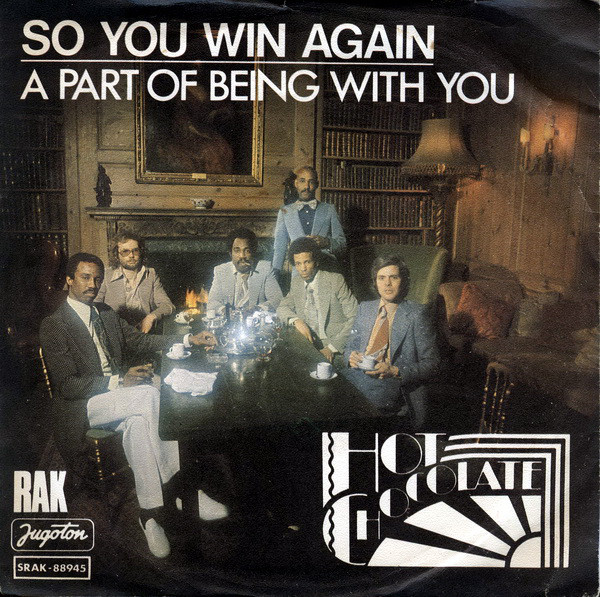 SO YOU WIN AGAIN
A PART OF BEING WITH YOU
HOT
CHOCOLATE
RAK
Jugoton
SRAK-88945